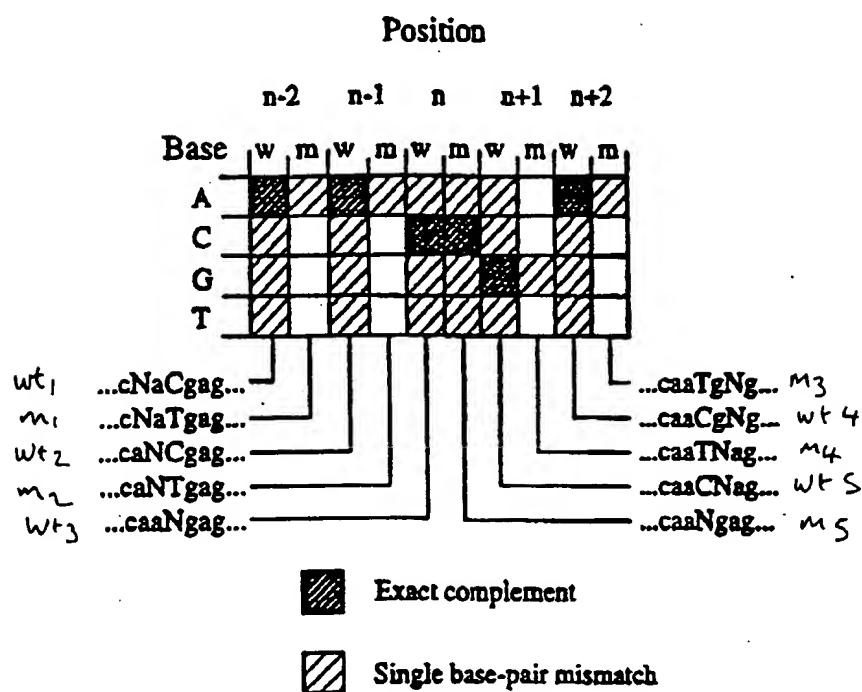 Position
n-2 n-1 n n+1 n+2
Base w m w m w m w m w m
A
C
G
T
wt1 ...cNaCgag...
m1 ...cNaTgag...
wt2 ...caNCgag...
m2 ...caNTgag...
wt3 ...caaNgag...
...caaTgNg... m3
...caaCgNg... wt4
...caaTNag... m4
...caaCNag... wt5
...caaNgag... m5
Exact complement
Single base-pair mismatch